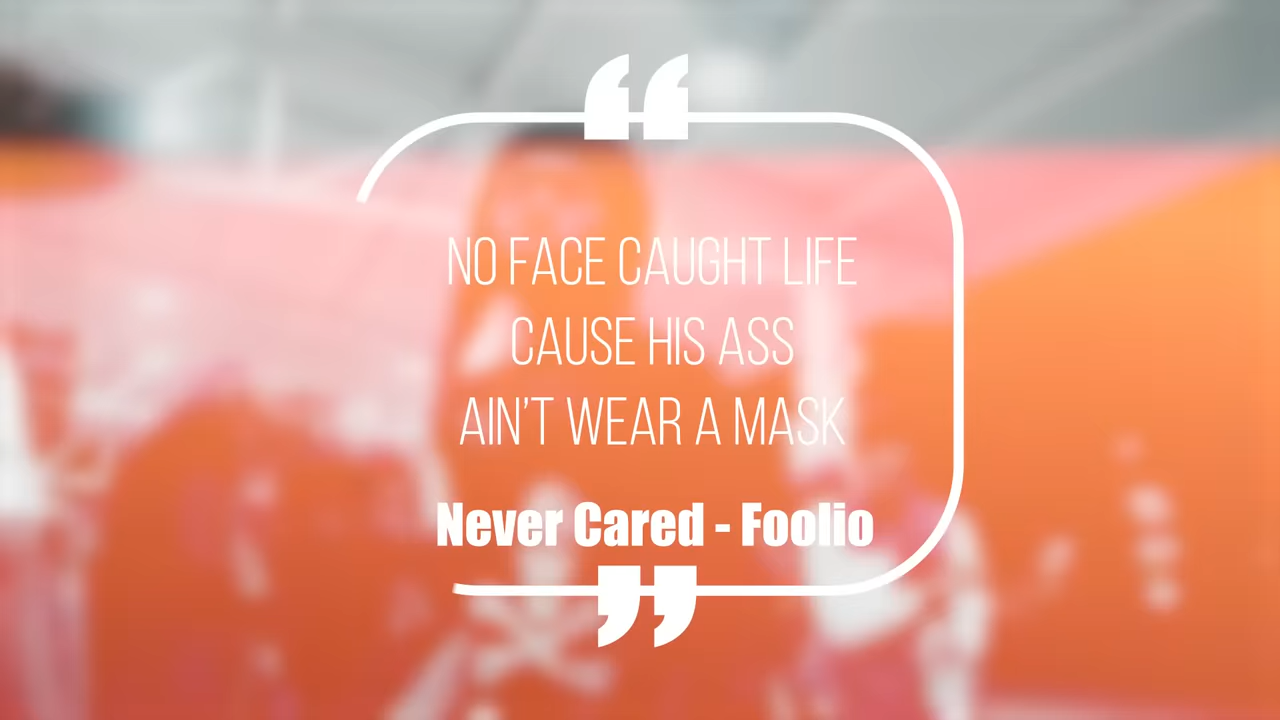 “
NO FACE CAUGHT LIFE
CAUSE HIS ASS
AIN’T WEAR A MASK
Never Cared - Foolio
”